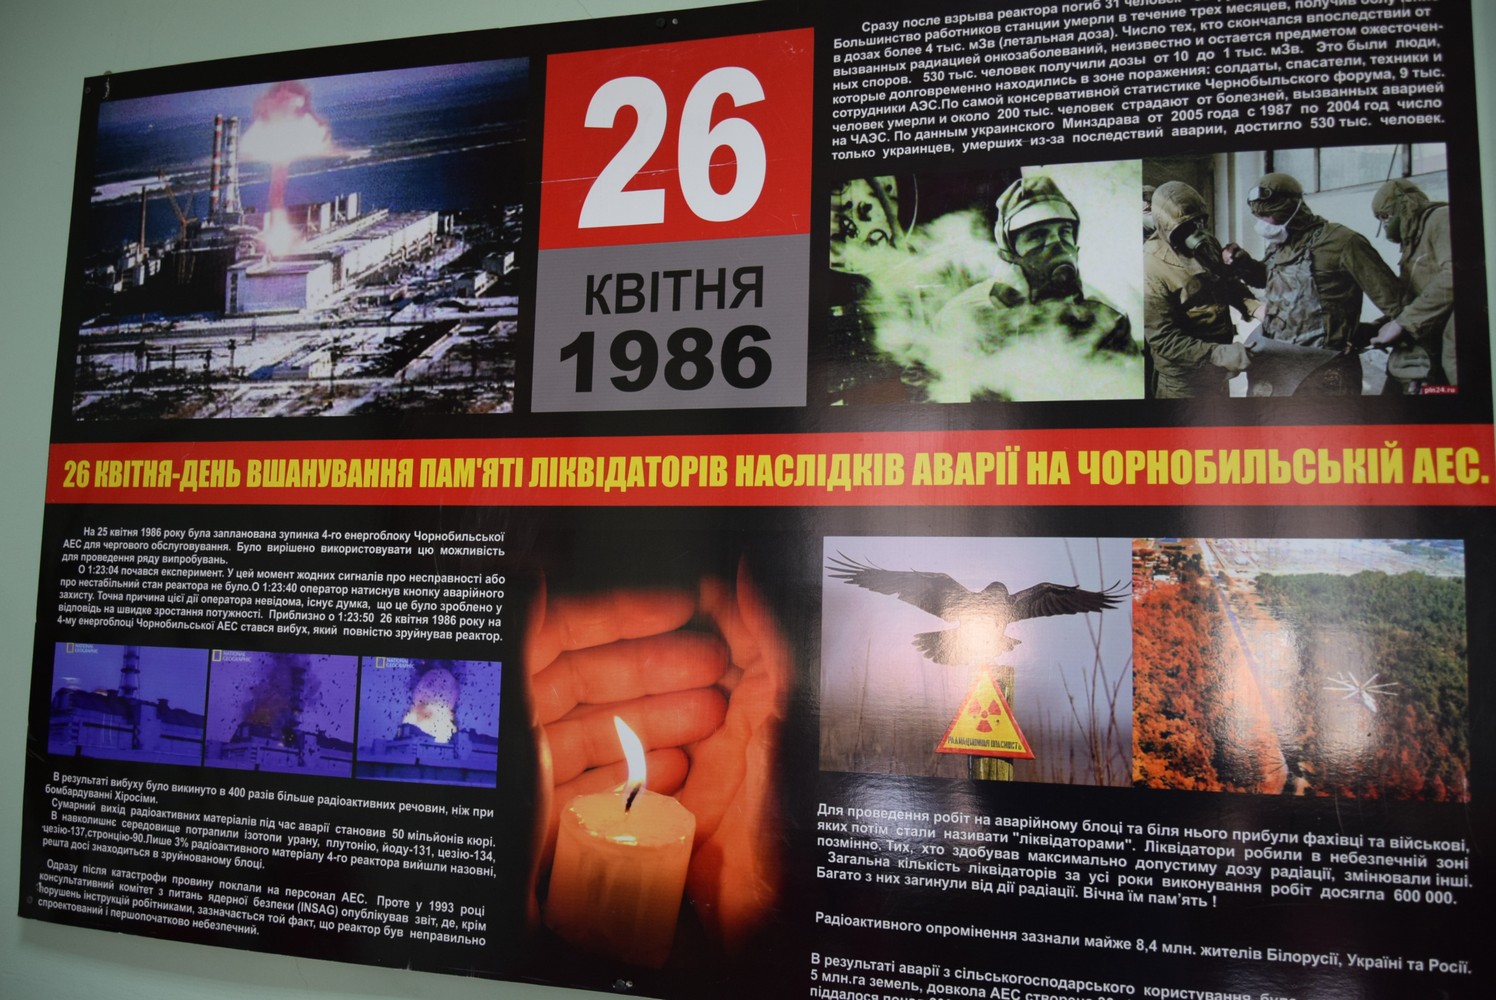 Сразу после взрыва реактора погиб 31 человек
Большинство работников станции умерли в течение трех месяцев, получив
в дозах более 4 тыс. мЗв (летальная доза). Число тех, кто скончался впоследствии от
вызванных радиацией онкозаболеваний, неизвестно и остается предметом ожесточен-
ных споров. 530 тыс. человек получили дозы от 10 до 1 тыс. мЗв. Это были люди,
которые долговременно находились в зоне поражения: солдаты, спасатели, техники и
сотрудники АЭС.По самой консервативной статистике Чернобыльского форума, 9 тыс.
человек умерли и около 200 тыс. человек страдают от болезней, вызванных аварией
на ЧАЭС. По данным украинского Минздрава от 2005 года с 1987 по 2004 год число
только украинцев, умерших из-за последствий аварии, достигло 530 тыс. человек.
26
КВІТНЯ
1986
pln24.ru
26 КВІТНЯ-ДЕНЬ ВШАНУВАННЯ ПАМ'ЯТІ ЛІКВІДАТОРІВ НАСЛІДКІВ АВАРІЇ НА ЧОРНОБИЛЬСЬКІЙ АЕС.
На 25 квітня 1986 року була запланована зупинка 4-го енергоблоку Чорнобильської
АЕС для чергового обслуговування. Було вирішено використовувати цю можливість
для проведення ряду випробувань.
О 1:23:04 почався експеримент. У цей момент жодних сигналів про несправності або
про нестабільний стан реактора не було.О 1:23:40 оператор натиснув кнопку аварійного
захисту. Точна причина цієї дії оператора невідома, існує думка, що це було зроблено у
відповідь на швидке зростання потужності. Приблизно о 1:23:50 26 квітня 1986 року на
4-му енергоблоці Чорнобильської АЕС стався вибух, який повністю зруйнував реактор.
NATIONAL
GEOGRAPHIC
NATIONAL
GEOGRAPHIC
NATIONAL
GEOGRAPHIC
В результаті вибуху було викинуто в 400 разів більше радіоактивних речовин, ніж при
бомбардуванні Хіросіми.
Сумарний вихід радіоактивних матеріалів під час аварії становив 50 мільйонів кюрі.
В навколишнє середовище потрапили ізотопи урану, плутонію, йоду-131, цезію-134,
цезію-137,стронцію-90.Лише 3% радіоактивного матеріалу 4-го реактора вийшли назовні,
решта досі знаходиться в зруйнованому блоці.
Одразу після катастрофи провину поклали на персонал АЕС. Проте у 1993 році
консультативний комітет з питань ядерної безпеки (INSAG) опублікував звіт, де, крім
порушень інструкцій робітниками, зазначається той факт, що реактор був неправильно
спроектований і першопочатково небезпечний.
РАДИАЦИОННАЯ ОПАСНОСТЬ
Для проведення робіт на аварійному блоці та біля нього прибули фахівці та військові,
яких потім стали називати "ліквідаторами". Ліквідатори робили в небезпечній зоні
позмінно. Тих, хто здобував максимально допустиму дозу радіації, змінювали інші.
Загальна кількість ліквідаторів за усі роки виконування робіт досягла 600 000.
Багато з них загинули від дії радіації. Вічна їм пам'ять !
Радіоактивного опромінення зазнали майже 8,4 млн. жителів Білорусії, Україні та Росії.
В результаті аварії з сільськогосподарського користування
5 млн.га земель, довкола АЕС створена
піддалося